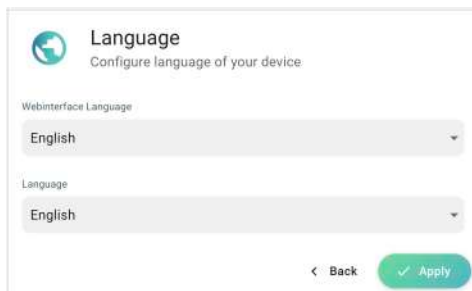 Language
Configure language of your device
Webinterface Language
English
Language
English
Back
Apply